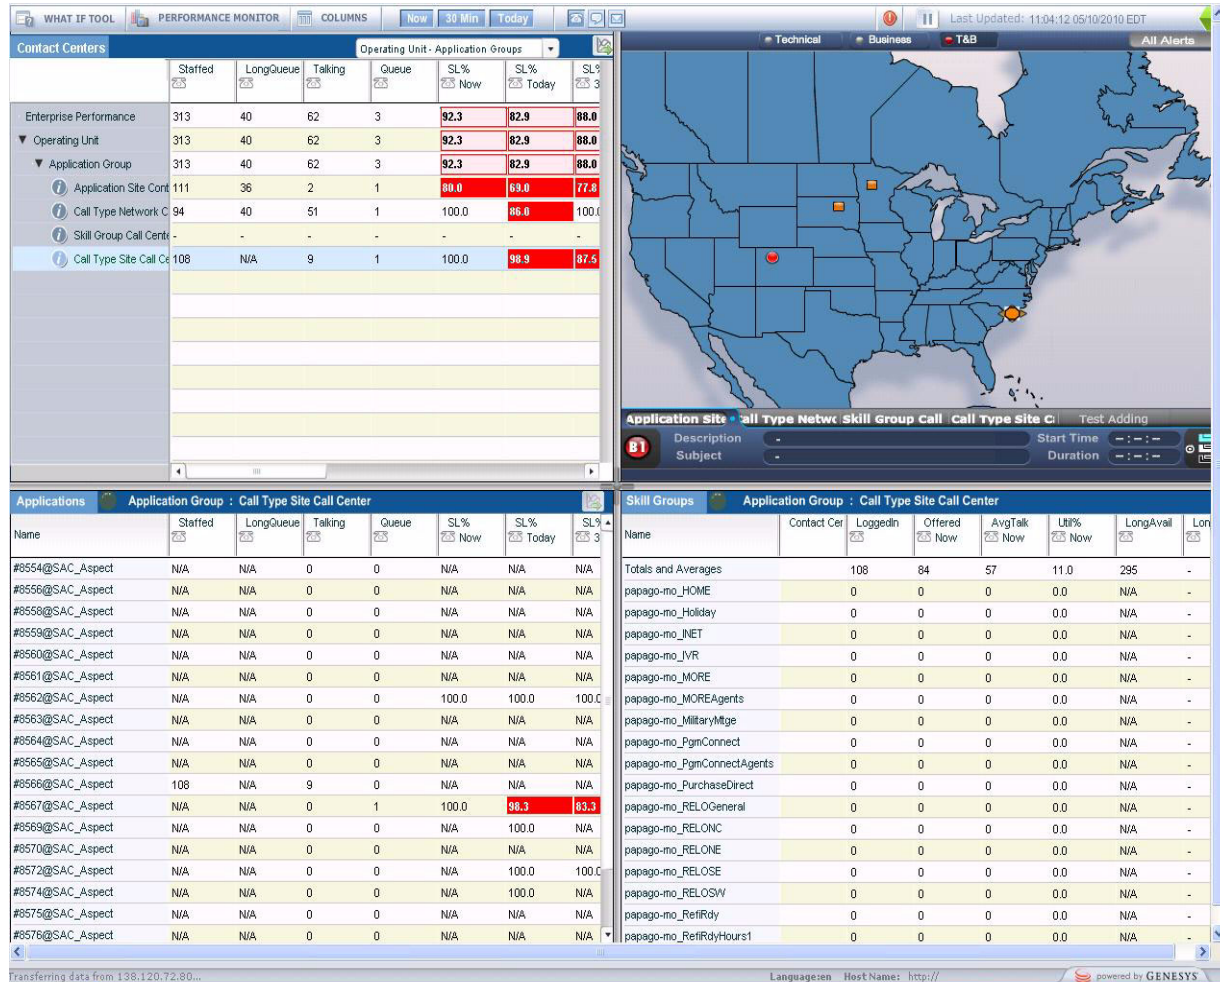 WHAT IF TOOL PERFORMANCE MONITOR COLUMNS Now 30 Min Today Last Updated: 11:04:12 05/10/2010 EDT
Contact Centers Operating Unit - Application Groups
Staffed LongQueue Talking Queue SL% Now SL% Today SL% 3
Enterprise Performance 313 40 62 3 92.3 82.9 88.0
Operating Unit 313 40 62 3 92.3 82.9 88.0
Application Group 313 40 62 3 92.3 82.9 88.0
Application Site Cont 111 36 2 1 80.0 69.0 77.8
Call Type Network C 94 40 51 1 100.0 86.0 100.0
Skill Group Call Cente - - - - - - -
Call Type Site Call Ce 108 N/A 9 1 100.0 98.9 87.5
Technical Business T&B All Alerts
Application Site Call Type Netwo Skill Group Call Call Type Site C Test Adding
B1 Description - Start Time --:--:--
Subject - Duration --:--:--
Applications Application Group : Call Type Site Call Center
Name Staffed LongQueue Talking Queue SL% Now SL% Today SL% 3
#8554@SAC_Aspect N/A N/A 0 0 N/A N/A N/A
#8556@SAC_Aspect N/A N/A 0 0 N/A N/A N/A
#8558@SAC_Aspect N/A N/A 0 0 N/A N/A N/A
#8559@SAC_Aspect N/A N/A 0 0 N/A N/A N/A
#8560@SAC_Aspect N/A N/A 0 0 N/A N/A N/A
#8561@SAC_Aspect N/A N/A 0 0 N/A N/A N/A
#8562@SAC_Aspect N/A N/A 0 0 100.0 100.0 100.0
#8563@SAC_Aspect N/A N/A 0 0 N/A N/A N/A
#8564@SAC_Aspect N/A N/A 0 0 N/A N/A N/A
#8565@SAC_Aspect N/A N/A 0 0 N/A N/A N/A
#8566@SAC_Aspect 108 N/A 9 0 N/A N/A N/A
#8567@SAC_Aspect N/A N/A 0 1 100.0 98.3 83.3
#8569@SAC_Aspect N/A N/A 0 0 N/A 100.0 N/A
#8570@SAC_Aspect N/A N/A 0 0 N/A N/A N/A
#8572@SAC_Aspect N/A N/A 0 0 N/A 100.0 100.0
#8574@SAC_Aspect N/A N/A 0 0 N/A 100.0 N/A
#8575@SAC_Aspect N/A N/A 0 0 N/A N/A N/A
#8576@SAC_Aspect N/A N/A 0 0 N/A N/A N/A
Skill Groups Application Group : Call Type Site Call Center
Name Contact Cer LoggedIn Offered Now AvgTalk Now Util% Now LongAvail Lon
Totals and Averages 108 84 57 11.0 295 -
papago-mo_HOME 0 0 0 0.0 N/A -
papago-mo_Holiday 0 0 0 0.0 N/A -
papago-mo_INET 0 0 0 0.0 N/A -
papago-mo_IVR 0 0 0 0.0 N/A -
papago-mo_MORE 0 0 0 0.0 N/A -
papago-mo_MOREAgents 0 0 0 0.0 N/A -
papago-mo_MilitaryMtge 0 0 0 0.0 N/A -
papago-mo_PgmConnect 0 0 0 0.0 N/A -
papago-mo_PgmConnectAgents 0 0 0 0.0 N/A -
papago-mo_PurchaseDirect 0 0 0 0.0 N/A -
papago-mo_RELOGeneral 0 0 0 0.0 N/A -
papago-mo_RELONC 0 0 0 0.0 N/A -
papago-mo_RELONE 0 0 0 0.0 N/A -
papago-mo_RELOSE 0 0 0 0.0 N/A -
papago-mo_RELOSW 0 0 0 0.0 N/A -
papago-mo_RefiRdy 0 0 0 0.0 N/A -
papago-mo_RefiRdyHours1 0 0 0 0.0 N/A -
Transferring data from 138.120.72.80... Language:en Host Name: http:// powered by GENESYS